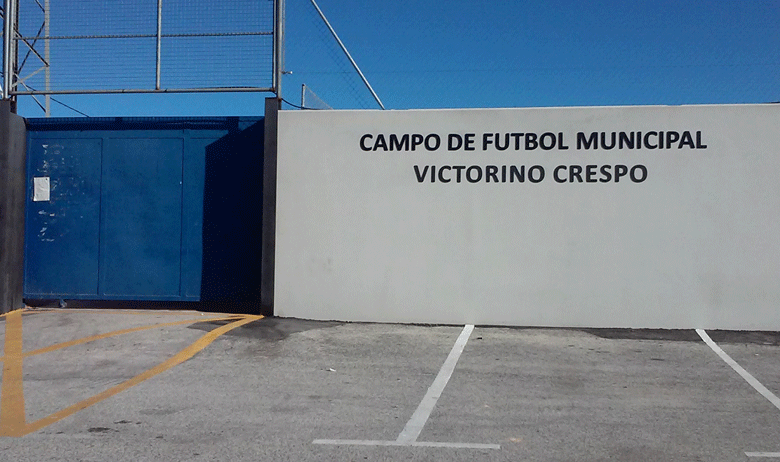 CAMPO DE FUTBOL MUNICIPAL
VICTORINO CRESPO